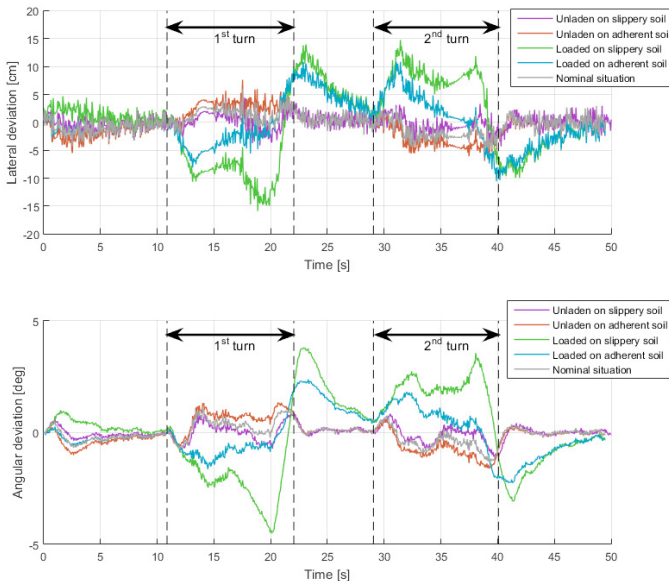 20
15
10
5
0
-5
-10
-15
-20
Lateral deviation [cm]
1st turn
2nd turn
Unladen on slippery soil
Unladen on adherent soil
Loaded on slippery soil
Loaded on adherent soil
Nominal situation
0 5 10 15 20 25 30 35 40 45 50
Time [s]
5
0
-5
Angular deviation [deg]
1st turn
2nd turn
Unladen on slippery soil
Unladen on adherent soil
Loaded on slippery soil
Loaded on adherent soil
Nominal situation
0 5 10 15 20 25 30 35 40 45 50
Time [s]